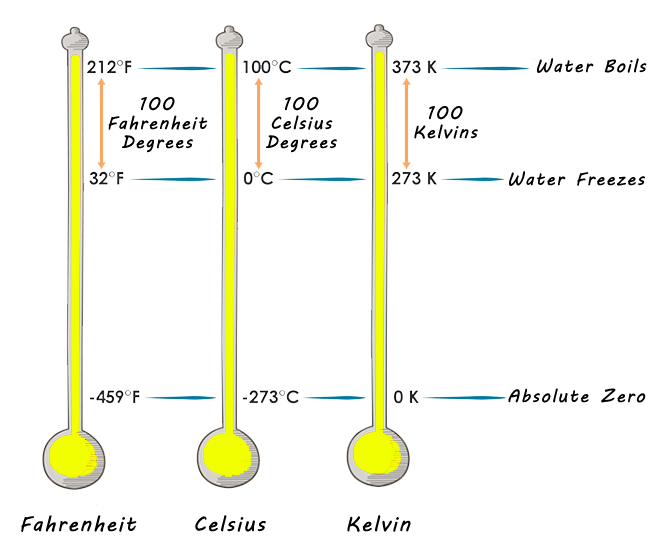 212°F 100°C 373 K Water Boils
100
Fahrenheit
Degrees
100
Celsius
Degrees
100
Kelvins
32°F 0°C 273 K Water Freezes
-459°F -273°C 0 K Absolute Zero
Fahrenheit Celsius Kelvin